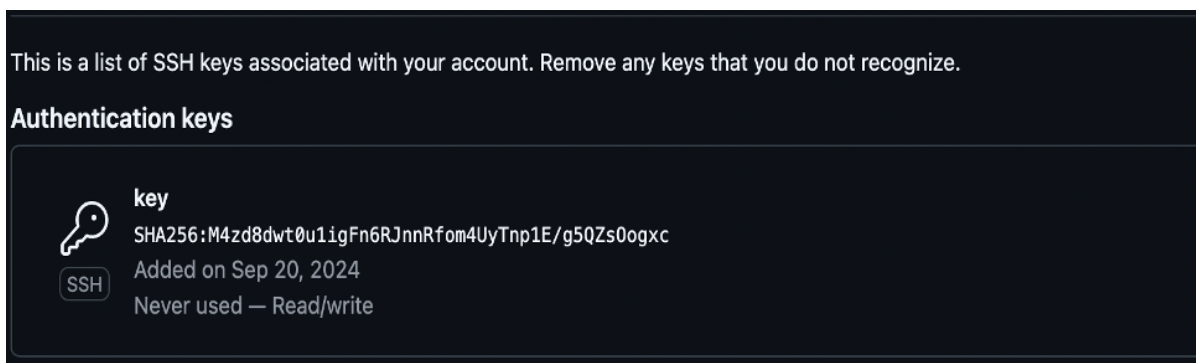 This is a list of SSH keys associated with your account. Remove any keys that you do not recognize.
Authentication keys
key
SHA256:M4zd8dwt0u1igFn6RJnnRfom4UyTnp1E/g5QZsOogxc
Added on Sep 20, 2024
SSH
Never used — Read/write